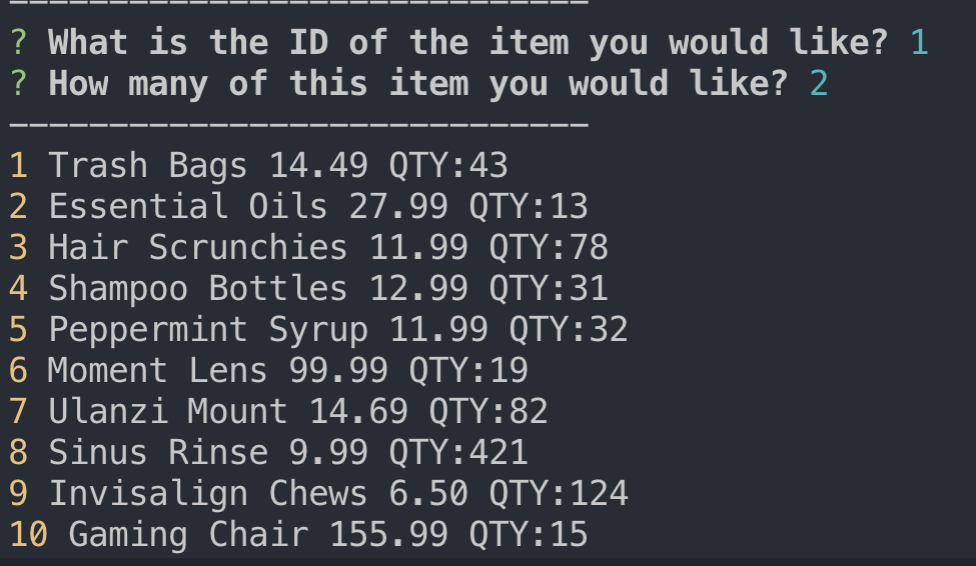 ------------------------------
? What is the ID of the item you would like? 1
? How many of this item you would like? 2
-----------------------------
1 Trash Bags 14.49 QTY:43
2 Essential Oils 27.99 QTY:13
3 Hair Scrunchies 11.99 QTY:78
4 Shampoo Bottles 12.99 QTY:31
5 Peppermint Syrup 11.99 QTY:32
6 Moment Lens 99.99 QTY:19
7 Ulanzi Mount 14.69 QTY:82
8 Sinus Rinse 9.99 QTY:421
9 Invisalign Chews 6.50 QTY:124
10 Gaming Chair 155.99 QTY:15